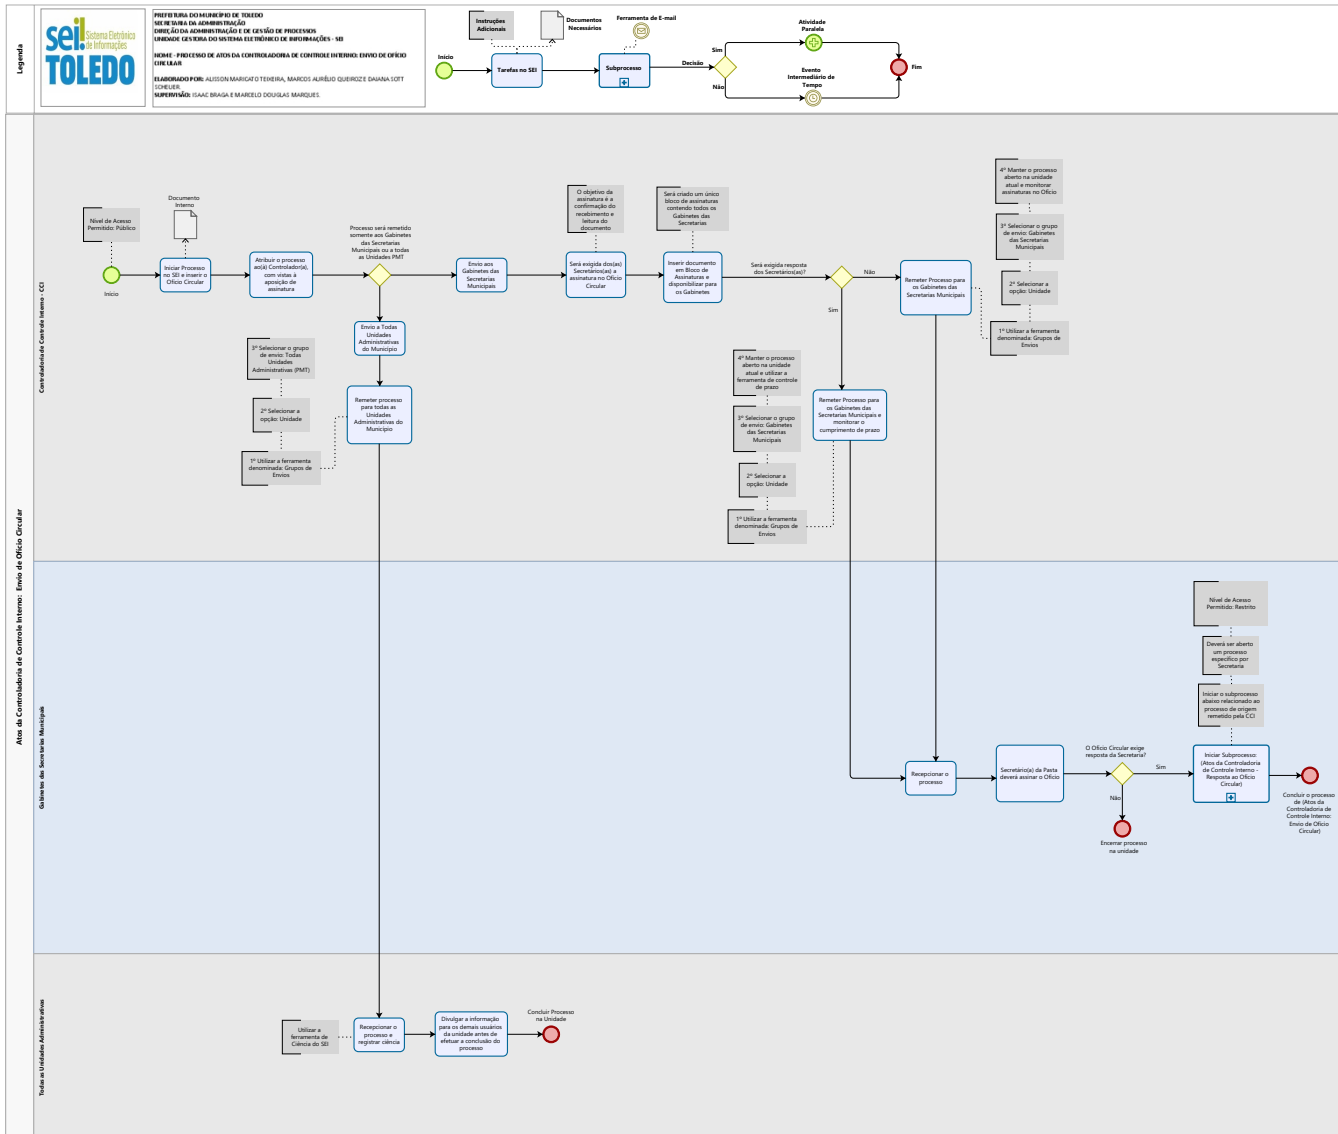 Legenda
sei!
Sistema Eletrônico
de Informações
TOLEDO
PREFEITURA DO MUNICÍPIO DE TOLEDO
SECRETARIA DA ADMINISTRAÇÃO
DIREÇÃO DA ADMINISTRAÇÃO E DE GESTÃO DE PROCESSOS
UNIDADE GESTORA DO SISTEMA ELETRÔNICO DE INFORMAÇÕES - SEI
NOME - PROCESSO DE ATOS DA CONTROLADORIA DE CONTROLE INTERNO: ENVIO DE OFÍCIO
CIRCULAR
ELABORADO POR: ALISSON MARICATO TEIXEIRA, MARCOS AURÉLIO QUEIROZ E DAIANA SOTT
SCHEUER.
SUPERVISÃO: ISAAC BRAGA E MARCELO DOUGLAS MARQUES.
Início
Instruções
Adicionais
Tarefas no SEI
Documentos
Necessários
Ferramenta de E-mail
Subprocesso
Decisão
Sim
Não
Atividade
Paralela
Evento
Intermediário de
Tempo
Fim
Atos da Controladoria de Controle Interno: Envio de Ofício Circular
Controladoria de Controle Interno - CCI
Nível de Acesso
Permitido: Público
Início
Documento
Interno
Iniciar Processo
no SEI e inserir o
Ofício Circular
Atribuir o processo
ao(à) Controlador(a),
com vistas à
aposição de
assinatura
Processo será remetido
somente aos Gabinetes
das Secretarias
Municipais ou a todas
as Unidades PMT
Envio aos
Gabinetes das
Secretarias
Municipais
O objetivo da
assinatura é a
confirmação do
recebimento e
leitura do
documento
Será exigida dos(as)
Secretários(as) a
assinatura no Ofício
Circular
Será criado um único
bloco de assinaturas
contendo todos os
Gabinetes das
Secretarias
Inserir documento
em Bloco de
Assinaturas e
disponibilizar para
os Gabinetes
Será exigida resposta
dos Secretários(as)?
Não
Sim
Remeter Processo para
os Gabinetes das
Secretarias Municipais
4º Manter o processo
aberto na unidade
atual e monitorar
assinaturas no Ofício
3º Selecionar o grupo
de envio: Gabinetes
das Secretarias
Municipais
2º Selecionar a
opção: Unidade
1º Utilizar a ferramenta
denominada: Grupos de
Envios
Envio a Todas
Unidades
Administrativas
do Município
3º Selecionar o grupo
de envio: Todas
Unidades
Administrativas (PMT)
2º Selecionar a
opção: Unidade
1º Utilizar a ferramenta
denominada: Grupos de
Envios
Remeter processo
para todas as
Unidades
Administrativas do
Município
4º Manter o processo
aberto na unidade
atual e utilizar a
ferramenta de controle
de prazo
3º Selecionar o grupo
de envio: Gabinetes
das Secretarias
Municipais
2º Selecionar a
opção: Unidade
1º Utilizar a ferramenta
denominada: Grupos de
Envios
Remeter Processo para
os Gabinetes das
Secretarias Municipais e
monitorar o
cumprimento de prazo
Gabinetes das Secretarias Municipais
Recepcionar o
processo
Secretário(a) da Pasta
deverá assinar o Ofício
O Ofício Circular exige
resposta da Secretaria?
Sim
Não
Encerrar processo
na unidade
Nível de Acesso
Permitido: Restrito
Deverá ser aberto
um processo
específico por
Secretaria
Iniciar o subprocesso
abaixo relacionado ao
processo de origem
remetido pela CCI
Iniciar Subprocesso:
(Atos da Controladoria
de Controle Interno -
Resposta ao Ofício
Circular)
Concluir o processo
de (Atos da
Controladoria de
Controle Interno:
Envio de Ofício
Circular)
Todas as Unidades Administrativas
Utilizar a
ferramenta de
Ciência do SEI
Recepcionar o
processo e
registrar ciência
Divulgar a informação
para os demais usuários
da unidade antes de
efetuar a conclusão do
processo
Concluir Processo
na Unidade